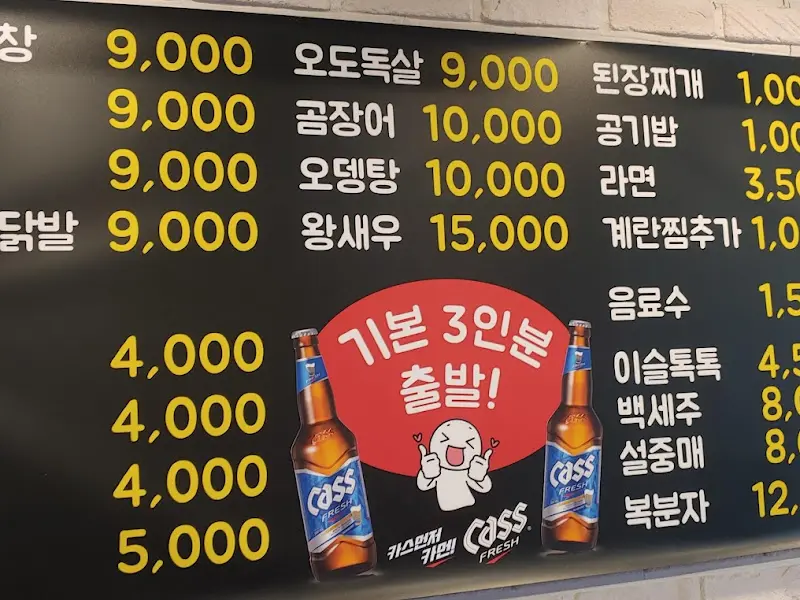 창 9,000
9,000
9,000
닭발 9,000
4,000
4,000
4,000
5,000
오도독살 9,000
곰장어 10,000
오뎅탕 10,000
왕새우 15,000
기본 3인분
출발!
cass
FRESH
cass
FRESH
카스먼저
카멘!
cass
FRESH
된장찌개 1,00
공기밥 1,00
라면 3,50
계란찜추가 1,0
음료수 1,5
이슬톡톡 4,5
백세주 8,0
설중매 8,0
복분자 12,